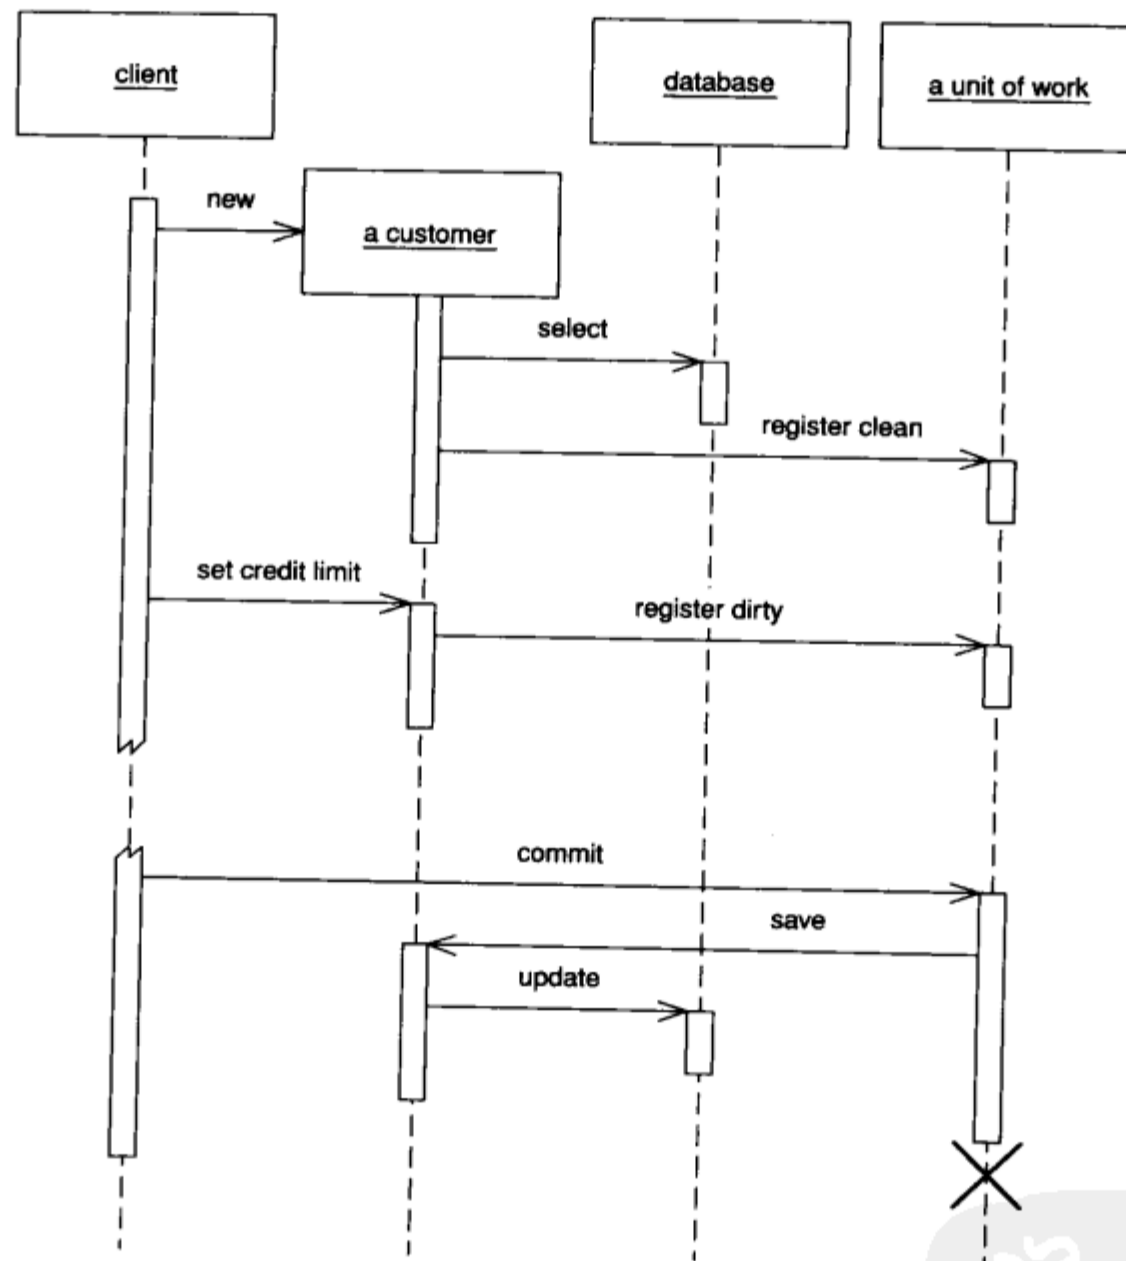 client
database
a unit of work
new
a customer
select
register clean
set credit limit
register dirty
commit
save
update